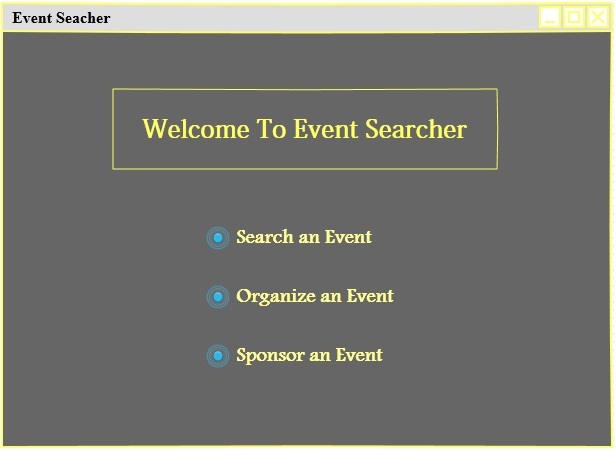 Event Seacher
Welcome To Event Searcher
Search an Event
Organize an Event
Sponsor an Event